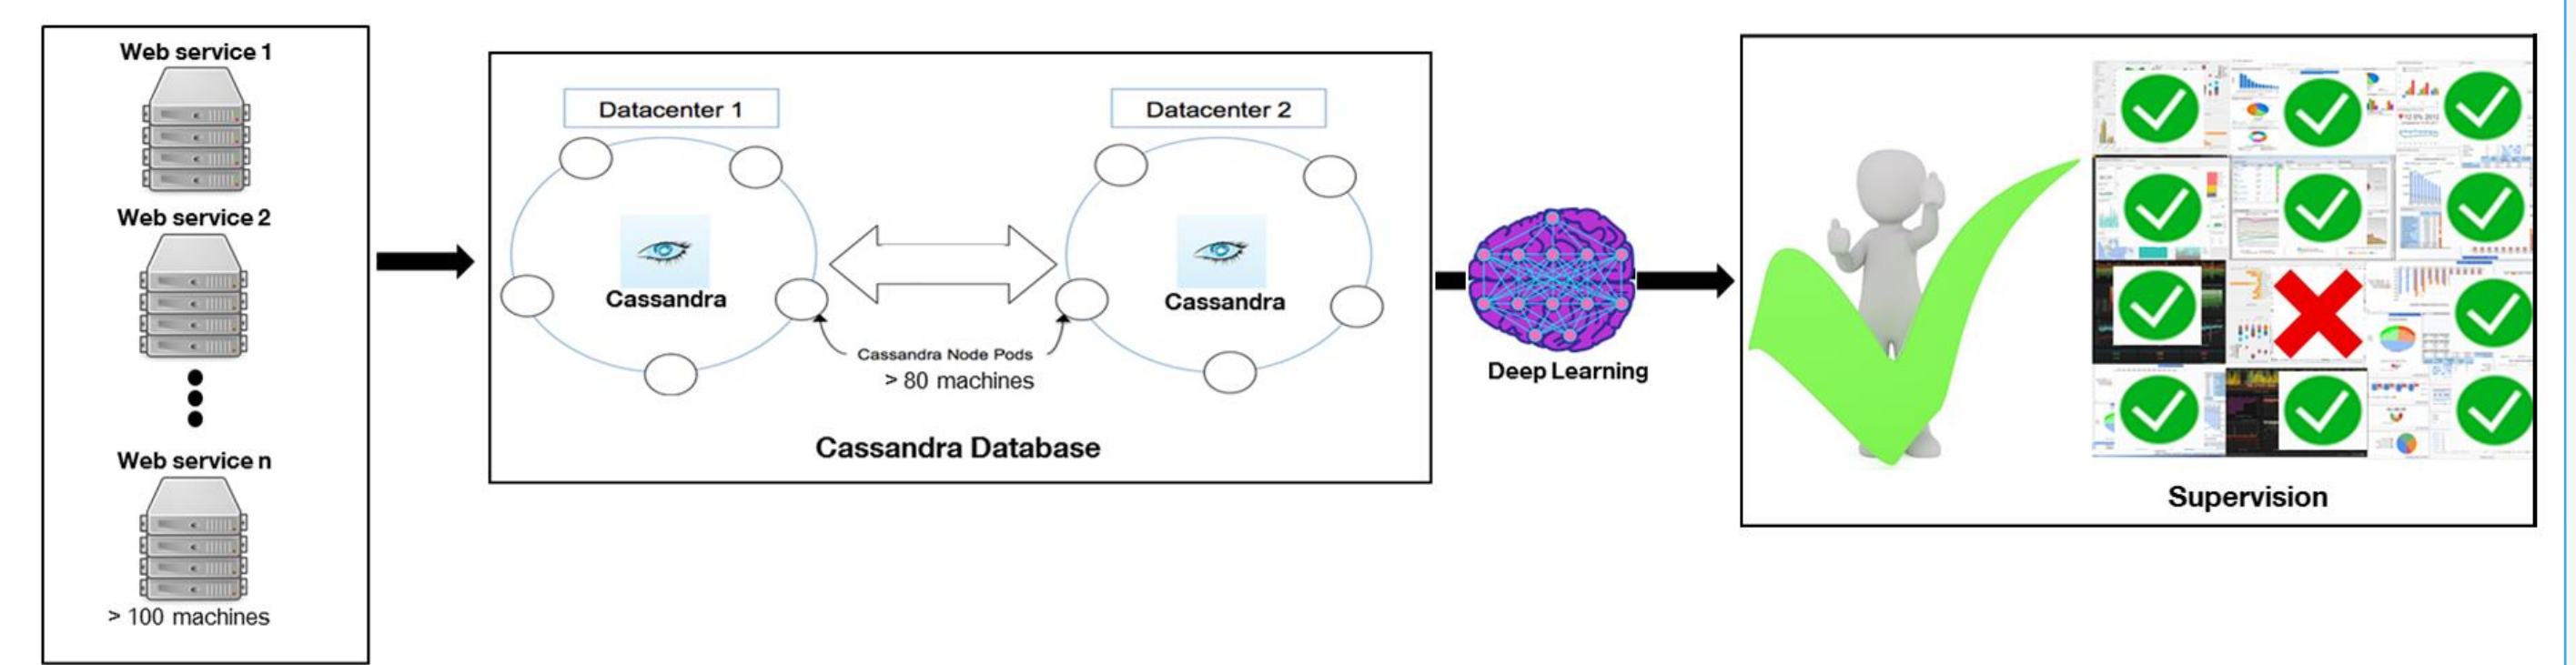 Web service 1
Web service 2
Web service n
> 100 machines
Datacenter 1
Datacenter 2
Cassandra
Cassandra
Cassandra Node Pods
> 80 machines
Cassandra Database
Deep Learning
Supervision